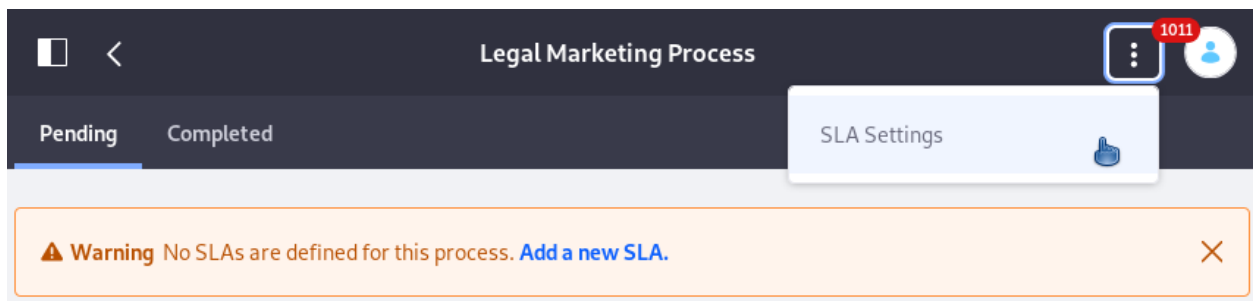 1011
Legal Marketing Process
Pending Completed
SLA Settings
Warning No SLAs are defined for this process. Add a new SLA.